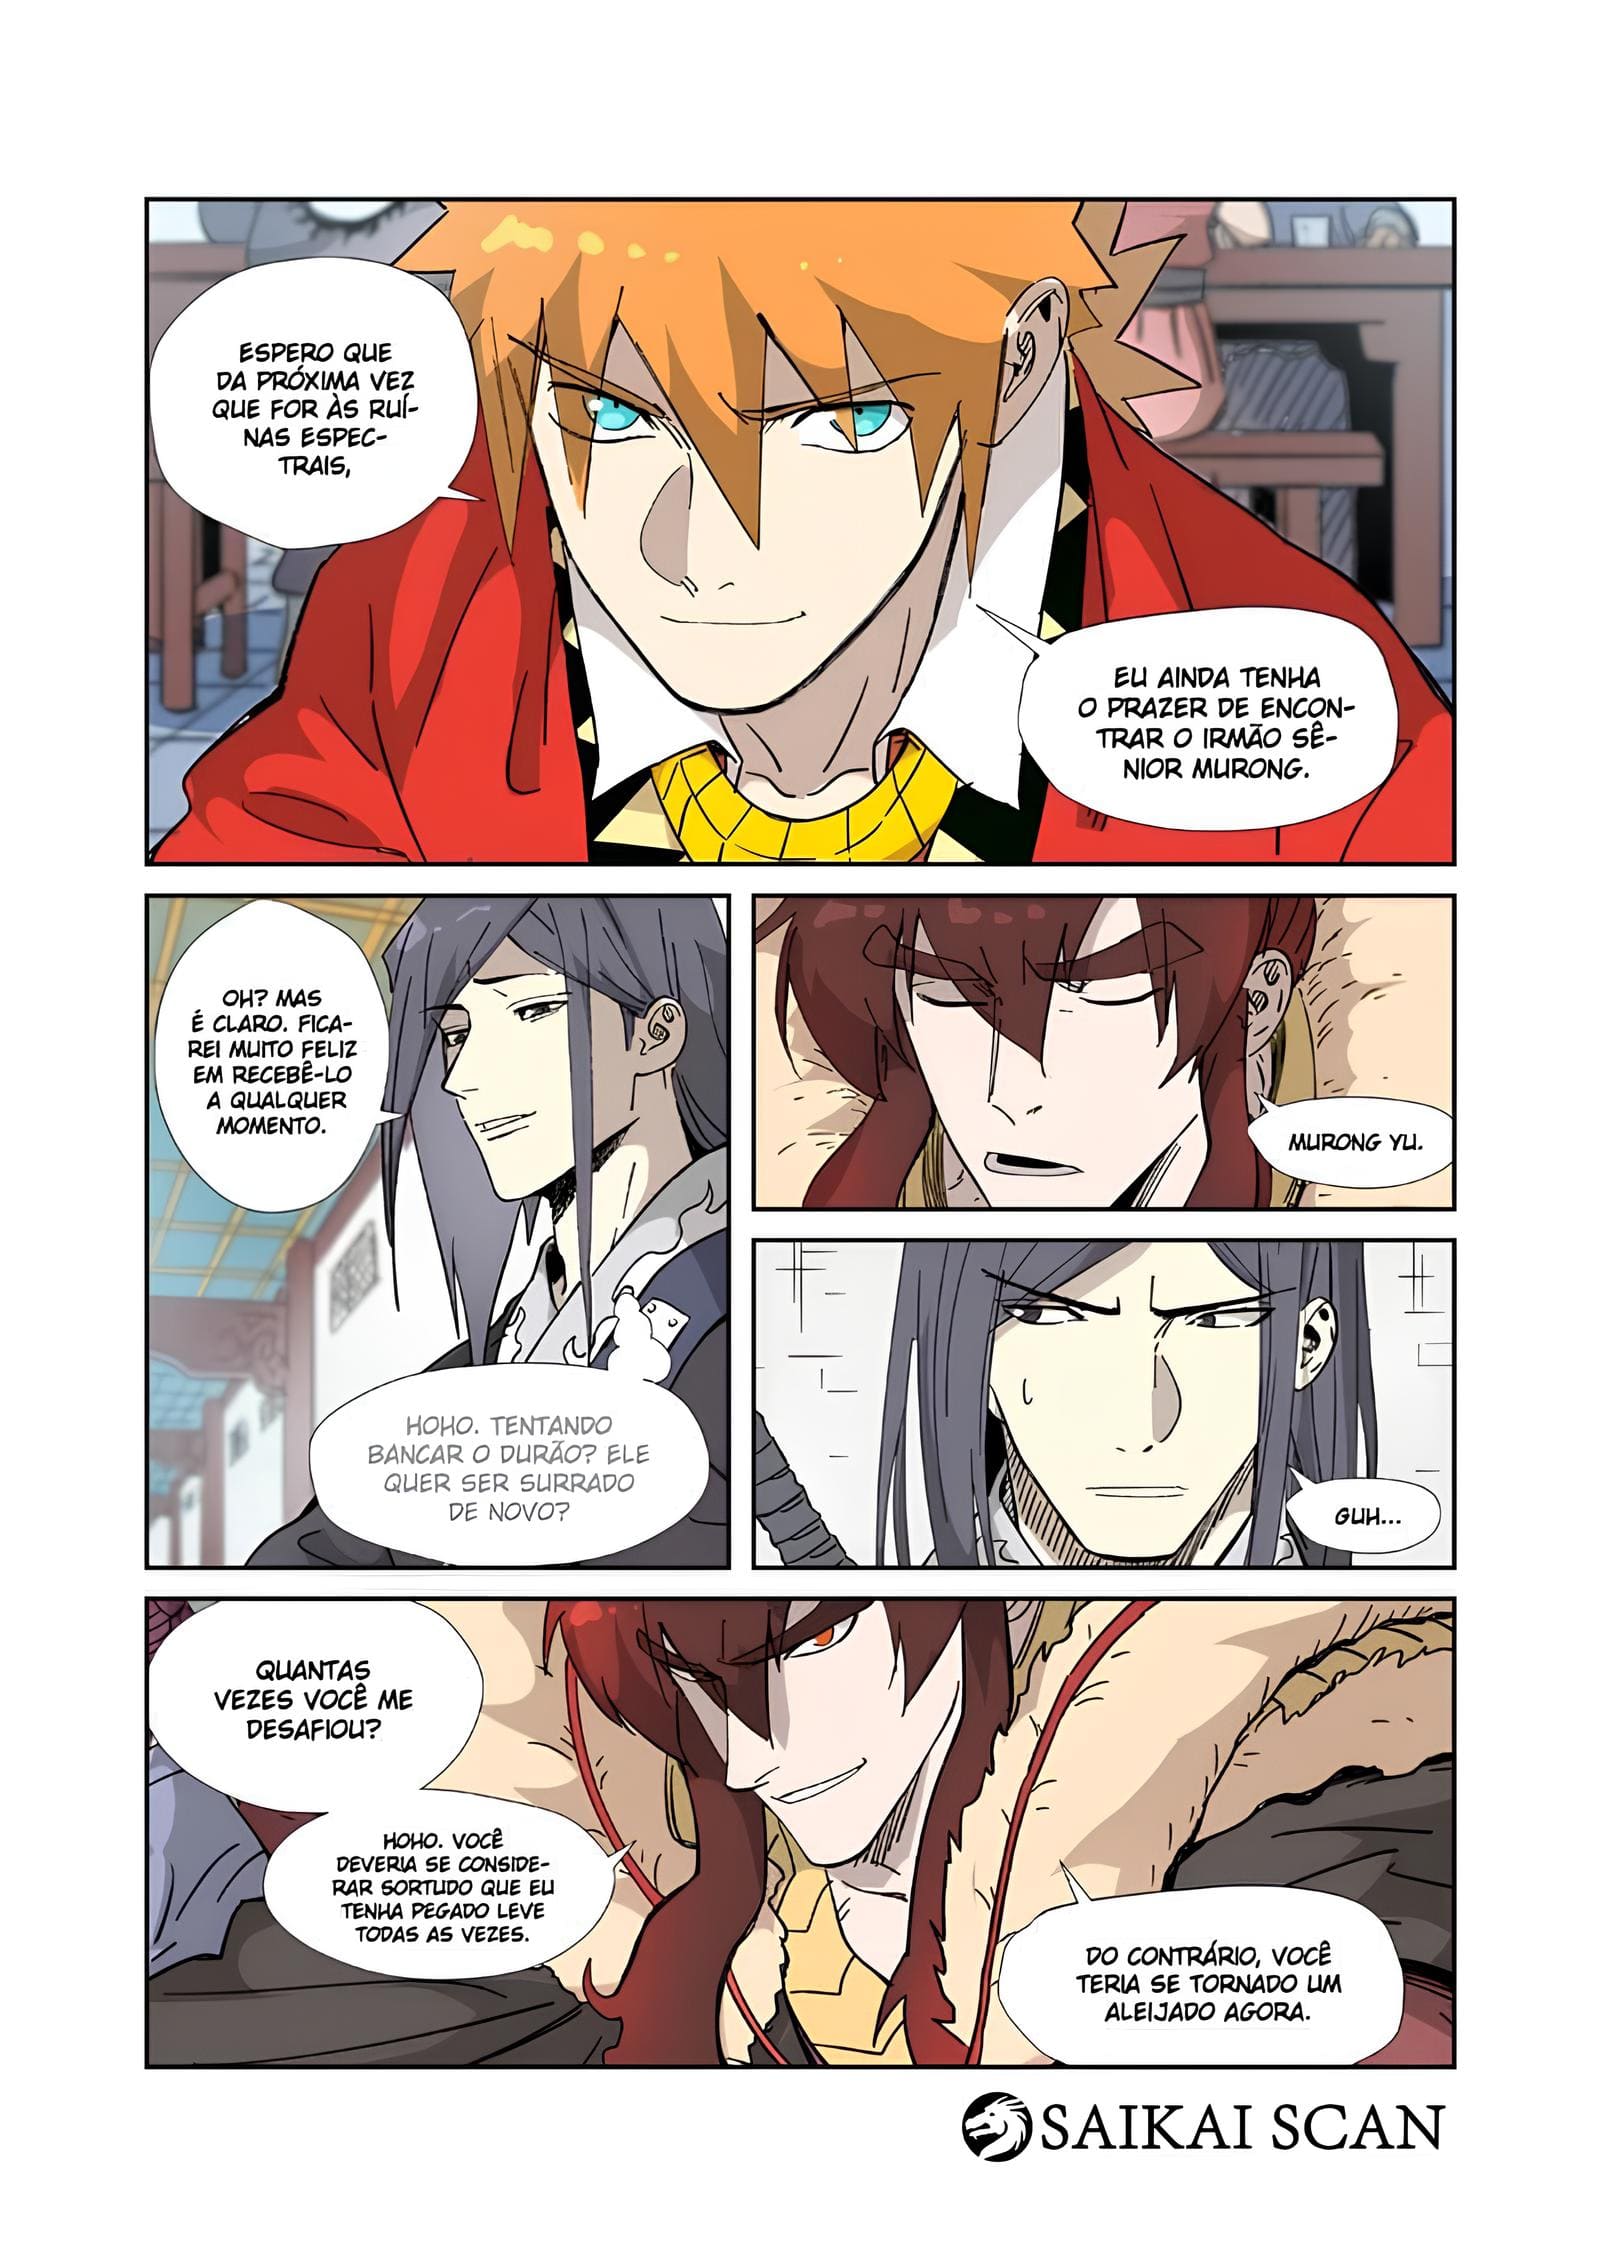 ESPERO QUE
DA PRÓXIMA VEZ
QUE FOR ÀS RUÍ-
NAS ESPEC-
TRAIS,
EU AINDA TENHA
O PRAZER DE ENCON-
TRAR O IRMÃO SÊ-
NIOR MURONG.
OH? MAS
É CLARO. FICA-
REI MUITO FELIZ
EM RECEBÊ-LO
A QUALQUER
MOMENTO.
HOHO. TENTANDO
BANCAR O DURÃO? ELE
QUER SER SURRADO
DE NOVO?
MURONG YU.
GUH...
QUANTAS
VEZES VOCÊ ME
DESAFIOU?
HOHO. VOCÊ
DEVERIA SE CONSIDE-
RAR SORTUDO QUE EU
TENHA PEGADO LEVE
TODAS AS VEZES.
DO CONTRÁRIO, VOCÊ
TERIA SE TORNADO UM
ALEIJADO AGORA.
SAIKAI SCAN